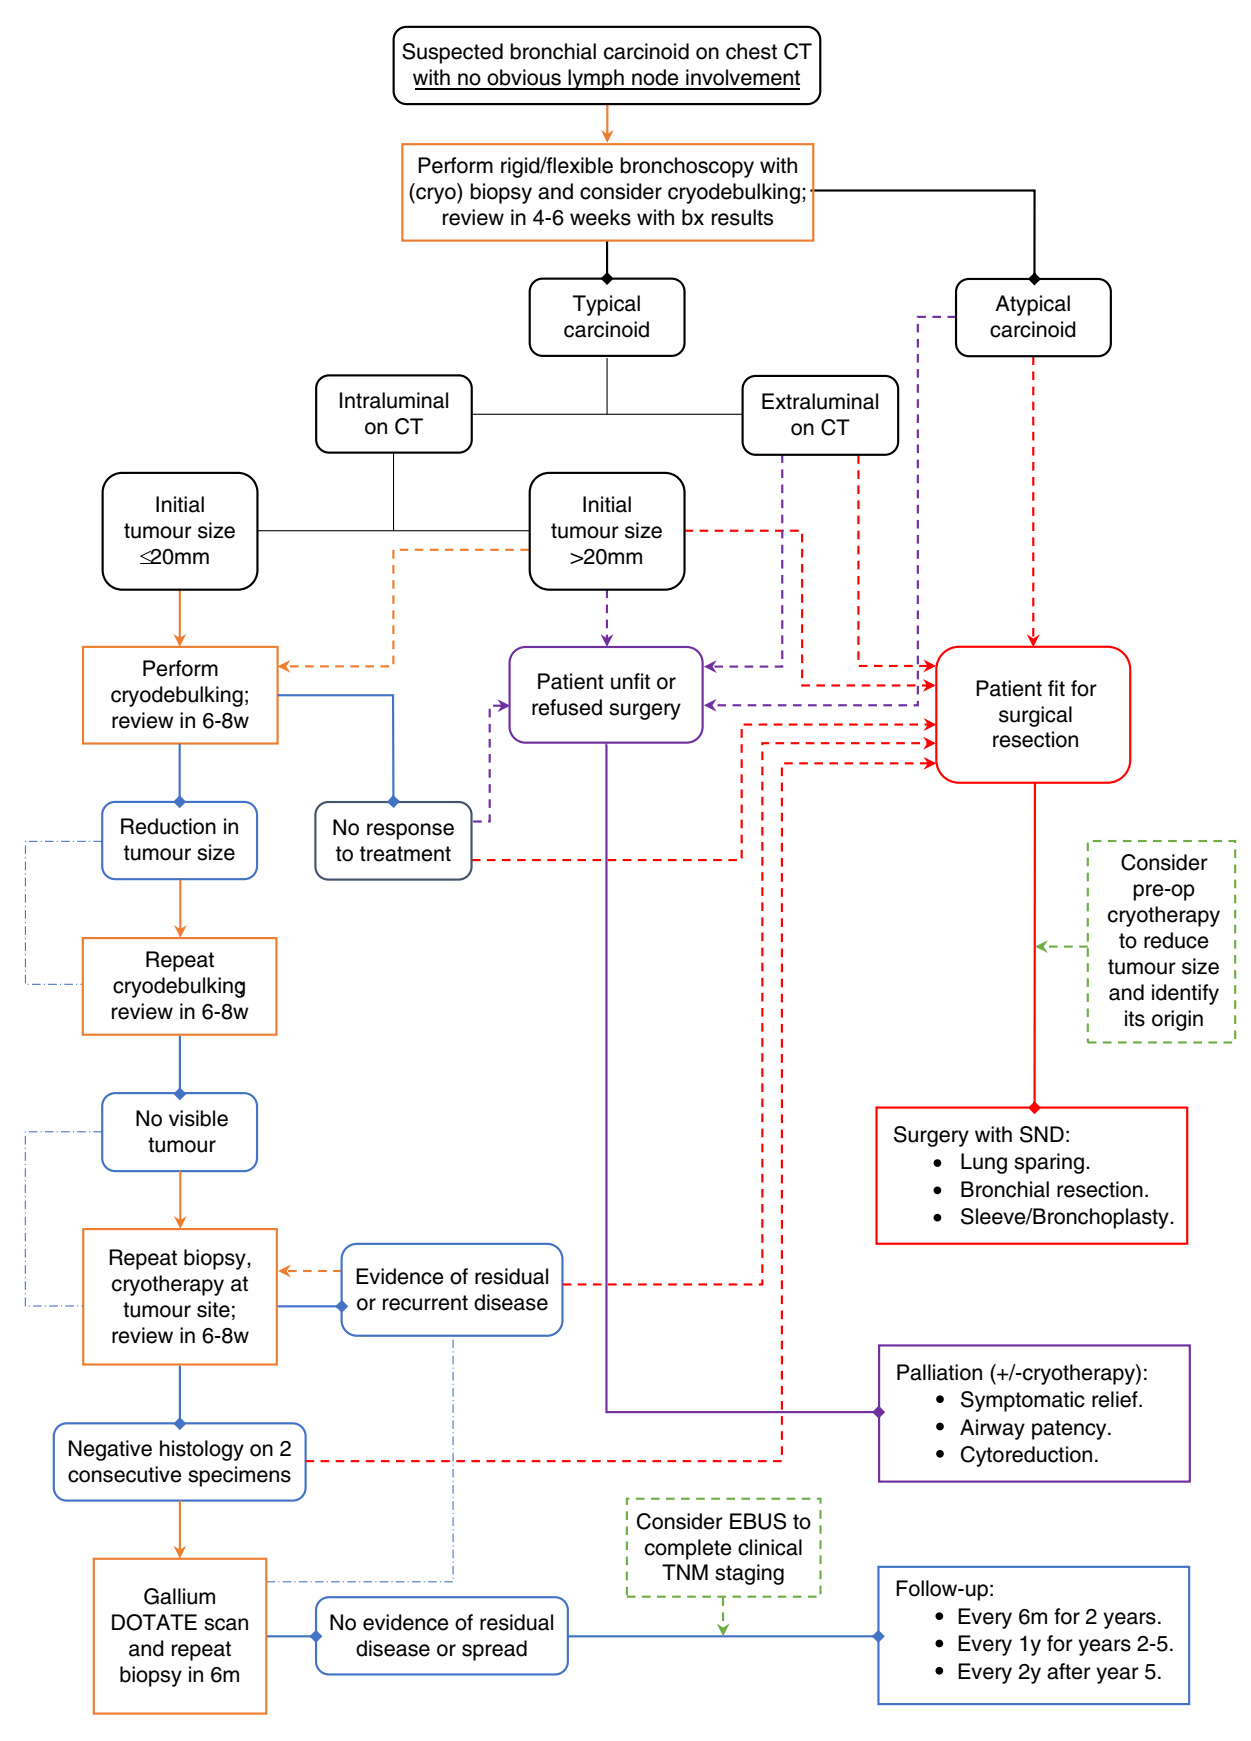 Suspected bronchial carcinoid on chest CT
with no obvious lymph node involvement
Perform rigid/flexible bronchoscopy with
(cryo) biopsy and consider cryodebulking;
review in 4-6 weeks with bx results
Typical
carcinoid
Atypical
carcinoid
Intraluminal
on CT
Extraluminal
on CT
Initial
tumour size
≤20mm
Initial
tumour size
>20mm
Perform
cryodebulking;
review in 6-8w
Patient unfit or
refused surgery
Patient fit for
surgical
resection
Reduction in
tumour size
No response
to treatment
Consider
pre-op
cryotherapy
to reduce
tumour size
and identify
its origin
Repeat
cryodebulking;
review in 6-8w
No visible
tumour
Surgery with SND:
• Lung sparing.
• Bronchial resection.
• Sleeve/Bronchoplasty.
Repeat biopsy,
cryotherapy at
tumour site;
review in 6-8w
Evidence of residual
or recurrent disease
Palliation (+/-cryotherapy):
• Symptomatic relief.
• Airway patency.
• Cytoreduction.
Negative histology on 2
consecutive specimens
Consider EBUS to
complete clinical
TNM staging
Gallium
DOTATE scan
and repeat
biopsy in 6m
No evidence of residual
disease or spread
Follow-up:
• Every 6m for 2 years.
• Every 1y for years 2-5.
• Every 2y after year 5.